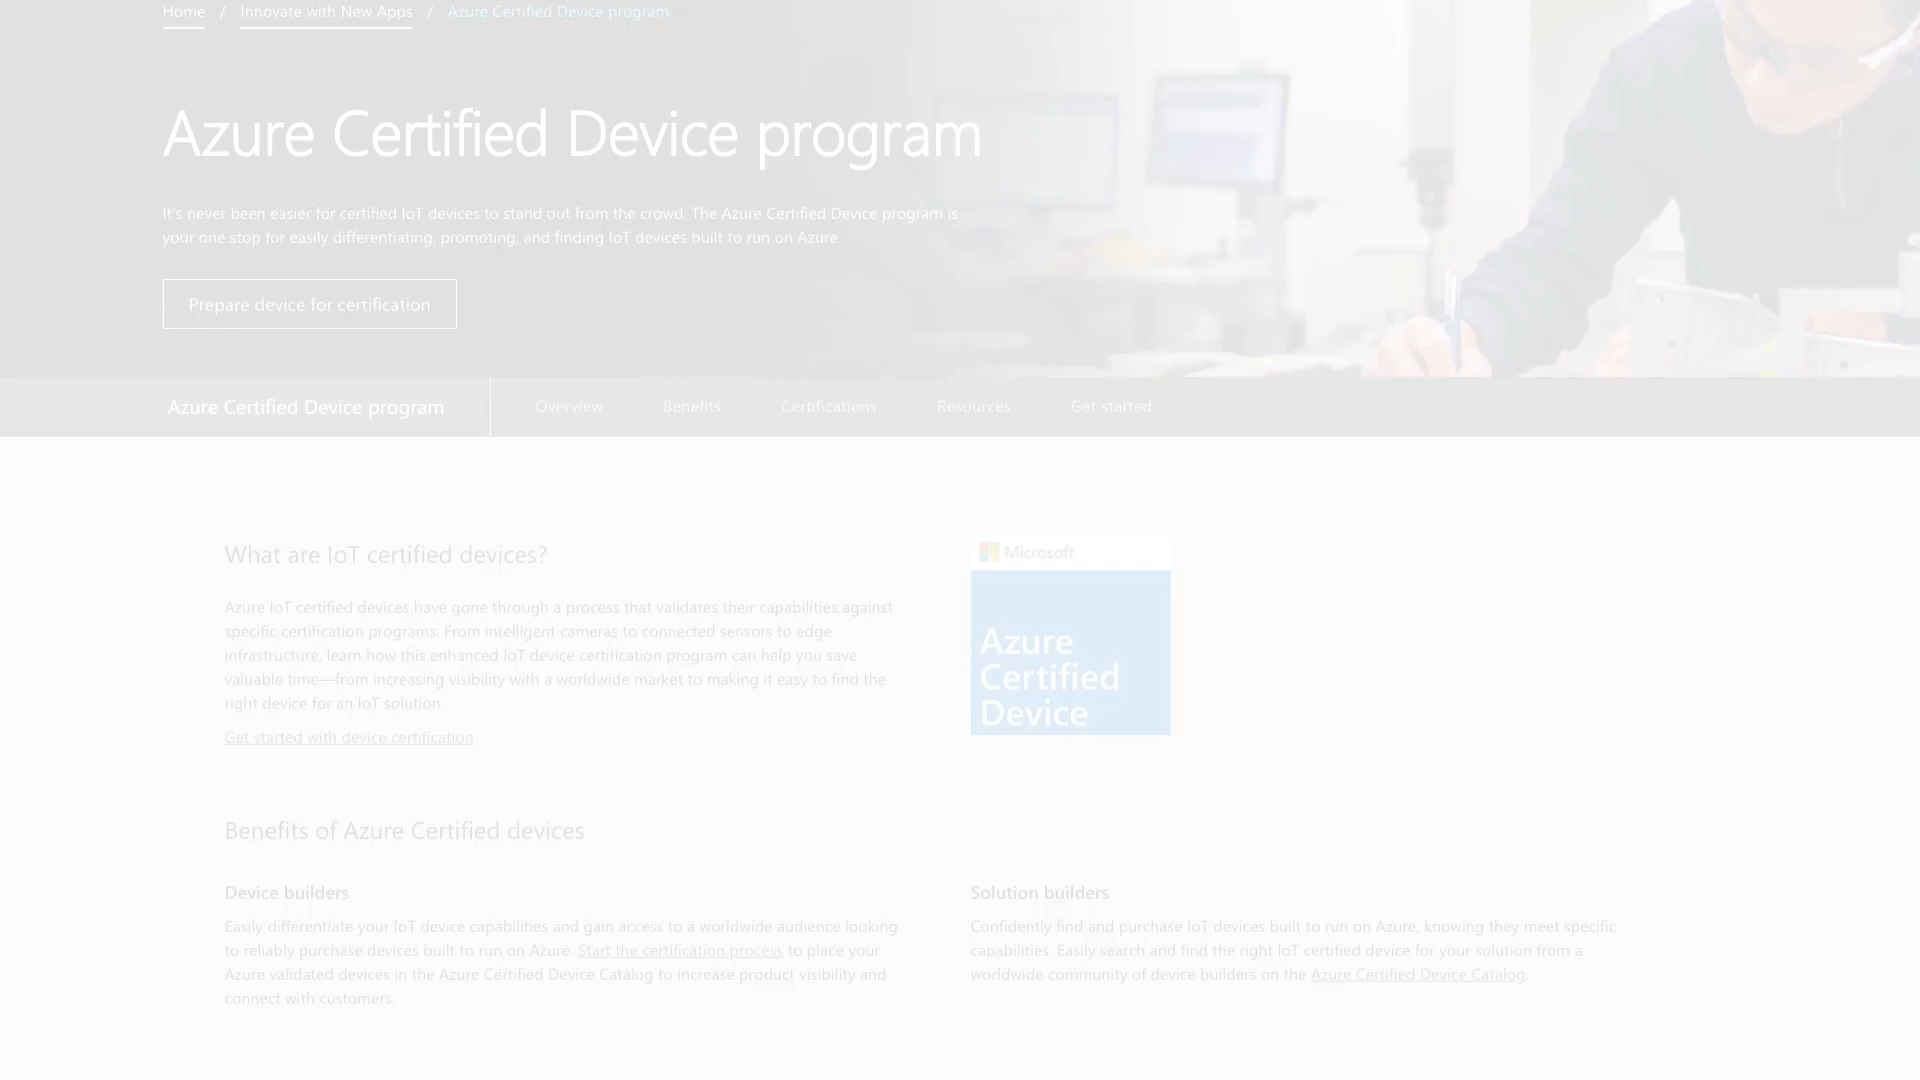 Home / Innovate with New Apps / Azure Certified Device program
Azure Certified Device program
It's never been easier for certified IoT devices to stand out from the crowd. The Azure Certified Device program is
your one stop for easily differentiating, promoting, and finding IoT devices built to run on Azure.
Prepare device for certification
Azure Certified Device program Overview Benefits Certifications Resources Get started
What are IoT certified devices?
Azure IoT certified devices have gone through a process that validates their capabilities against
specific certification programs. From intelligent cameras to connected sensors to edge
infrastructure, learn how this enhanced IoT device certification program can help you save
valuable time—from increasing visibility with a worldwide market to making it easy to find the
right device for an IoT solution.
Get started with device certification
Microsoft
Azure
Certified
Device
Benefits of Azure Certified devices
Device builders
Easily differentiate your IoT device capabilities and gain access to a worldwide audience looking
to reliably purchase devices built to run on Azure. Start the certification process to place your
Azure validated devices in the Azure Certified Device Catalog to increase product visibility and
connect with customers.
Solution builders
Confidently find and purchase IoT devices built to run on Azure, knowing they meet specific
capabilities. Easily search and find the right IoT certified device for your solution from a
worldwide community of device builders on the Azure Certified Device Catalog.